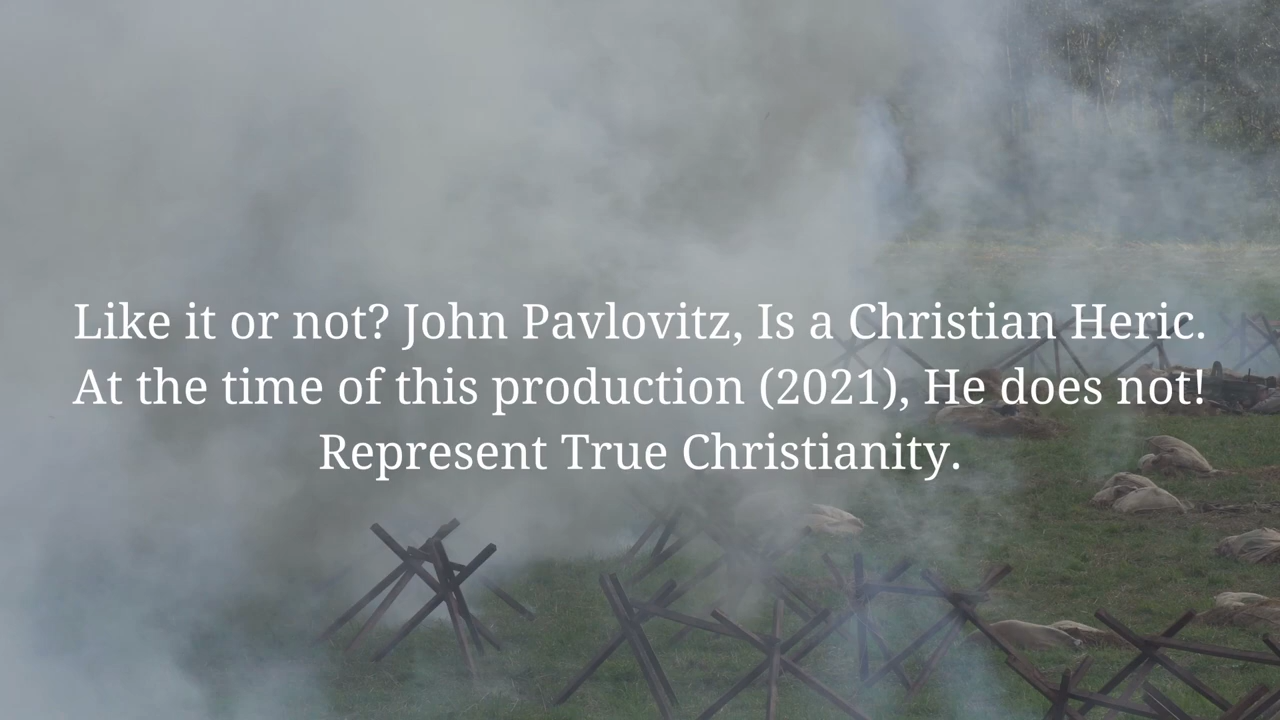 Like it or not? John Pavlovitz, Is a Christian Heric.
At the time of this production (2021), He does not!
Represent True Christianity.